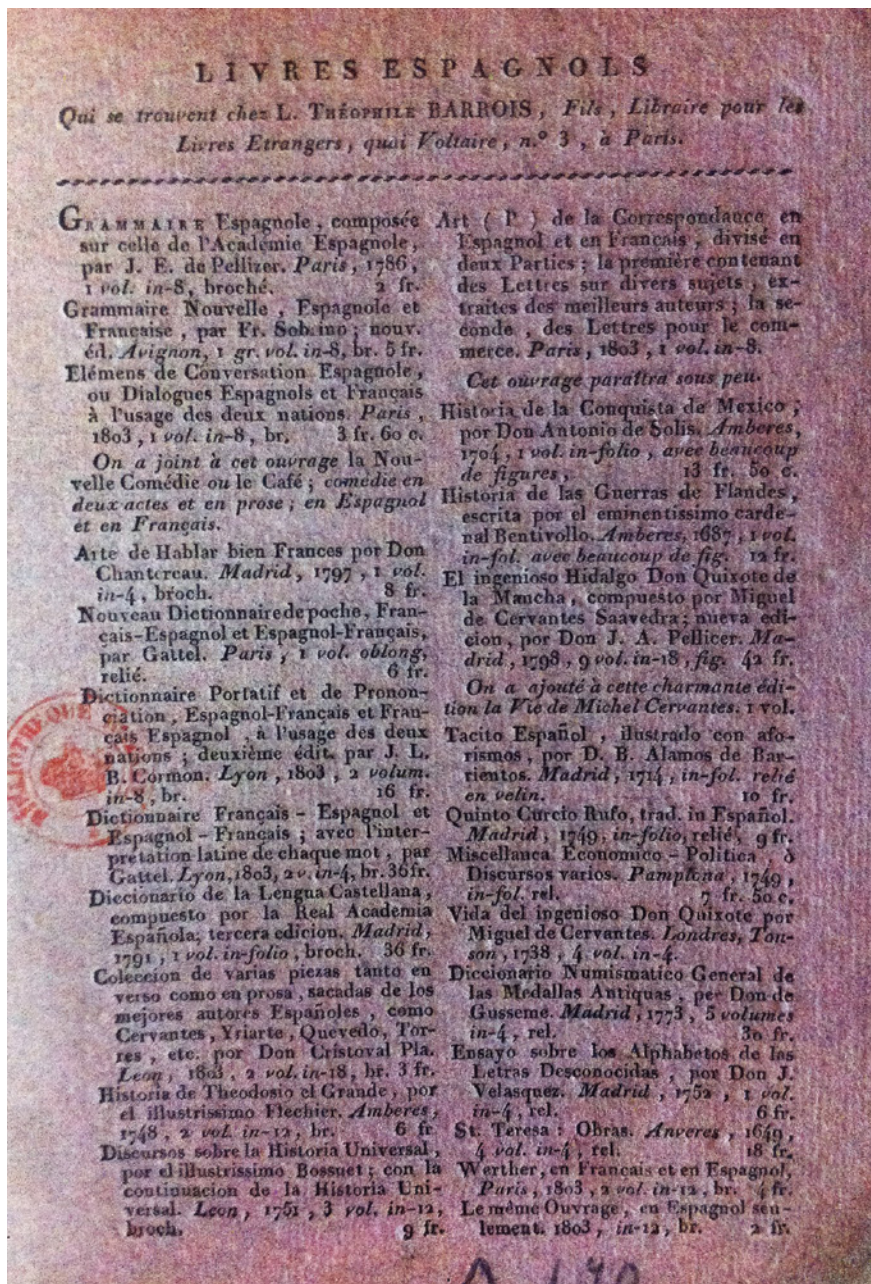 LIVRES ESPAGNOLS
Qui se trouvent chez L. THÉOPHILE BARROIS, Fils, Libraire pour les
Livres Etrangers, quai Voltaire, n.º 3, à Paris.
GRAMMAIRE Espagnole, composée
sur celle de l'Académie Espagnole,
par J. E. de Pellizer. Paris, 1786,
1 vol. in-8, broché. 2 fr.
Grammaire Nouvelle, Espagnole et
Française, par Fr. Sobrino; nouv.
éd. Avignon, 1 gr. vol. in-8, br. 5 fr.
Elémens de Conversation Espagnole,
ou Dialogues Espagnols et Français
à l'usage des deux nations. Paris,
1803, 1 vol. in-8, br. 3 fr. 60 c.
On a joint à cet ouvrage la Nou-
velle Comédie ou le Café; comédie en
deux actes et en prose; en Espagnol
et en Français.
Arte de Hablar bien Frances por Don
Chantereau. Madrid, 1797, 1 vol.
in-4, broch. 8 fr.
Nouveau Dictionnaire de poche, Fran-
çais-Espagnol et Espagnol-Français,
par Gattel. Paris, 1 vol. oblong,
relié. 6 fr.
Dictionnaire Portatif et de Pronon-
ciation, Espagnol-Français et Fran-
çais Espagnol, à l'usage des deux
nations; deuxième édit. par J. L.
B. Cormon. Lyon, 1803, 2 volum.
in-8, br. 16 fr.
Dictionnaire Français - Espagnol et
Espagnol - Français; avec l'inter-
prétation latine de chaque mot, par
Gattel. Lyon, 1803, 2 v. in-4, br. 36 fr.
Diccionario de la Lengua Castellana,
compuesto por la Real Academia
Española; tercera edicion. Madrid,
1791, 1 vol. in-folio, broch. 36 fr.
Coleccion de varias piezas tanto en
verso como en prosa, sacadas de los
mejores autores Españoles, como
Cervantes, Yriarte, Quevedo, Tor-
res, etc. por Don Cristoval Pla.
Leon, 1803, 2 vol. in-18, br. 3 fr.
Historia de Theodosio el Grande, por
el illustrissimo Flechier. Amberes,
1748, 2 vol. in-12, br. 6 fr
Discursos sobre la Historia Universal,
por el illustrissimo Bossuet; con la
continuacion de la Historia Uni-
versal. Leon, 1751, 3 vol. in-12,
broch. 9 fr.
Art (l') de la Correspondance en
Espagnol et en Français, divisé en
deux Parties; la première contenant
des Lettres sur divers sujets, ex-
traites des meilleurs auteurs; la se-
conde, des Lettres pour le com-
merce. Paris, 1803, 1 vol. in-8.
Cet ouvrage paraîtra sous peu.
Historia de la Conquista de Mexico;
por Don Antonio de Solis. Amberes,
1704, 1 vol. in-folio, avec beaucoup
de figures, 13 fr. 50 c.
Historia de las Guerras de Flandes,
escrita por el eminentissimo carde-
nal Bentivollo. Amberes, 1687, 1 vol.
in-fol. avec beaucoup de fig. 12 fr.
El ingenioso Hidalgo Don Quixote de
la Mancha, compuesto por Miguel
de Cervantes Saavedra; nueva edi-
cion, por Don J. A. Pellicer. Ma-
drid, 1798, 9 vol. in-18, fig. 42 fr.
On a ajouté à cette charmante édi-
tion la Vie de Michel Cervantes. 1 vol.
Tacito Español, ilustrado con afo-
rismos, por D. B. Alamos de Bar-
rientos. Madrid, 1714, in-fol. relié
en velin. 10 fr.
Quinto Curcio Rufo, trad. in Español.
Madrid, 1749, in-folio, relié, 9 fr.
Miscellanca Economico - Politica, ò
Discursos varios. Pamplona, 1749,
in-fol. rel. 7 fr. 50 c.
Vida del ingenioso Don Quixote por
Miguel de Cervantes. Londres, Ton-
son, 1738, 4 vol. in-4.
Diccionario Numismatico General de
las Medallas Antiquas, per Don de
Gusseme. Madrid, 1773, 5 volumes
in-4, rel. 30 fr.
Ensayo sobre los Alphabetos de las
Letras Desconocidas, por Don J.
Velasquez. Madrid, 1752, 1 vol.
in-4, rel. 6 fr.
St. Teresa: Obras. Anveres, 1649,
4 vol. in-4, rel. 18 fr.
Werther, en Francais et en Espagnol,
Paris, 1803, 2 vol. in-12, br. 4 fr.
Le même Ouvrage, en Espagnol seu-
lement. 1803, in-12, br. 2 fr.